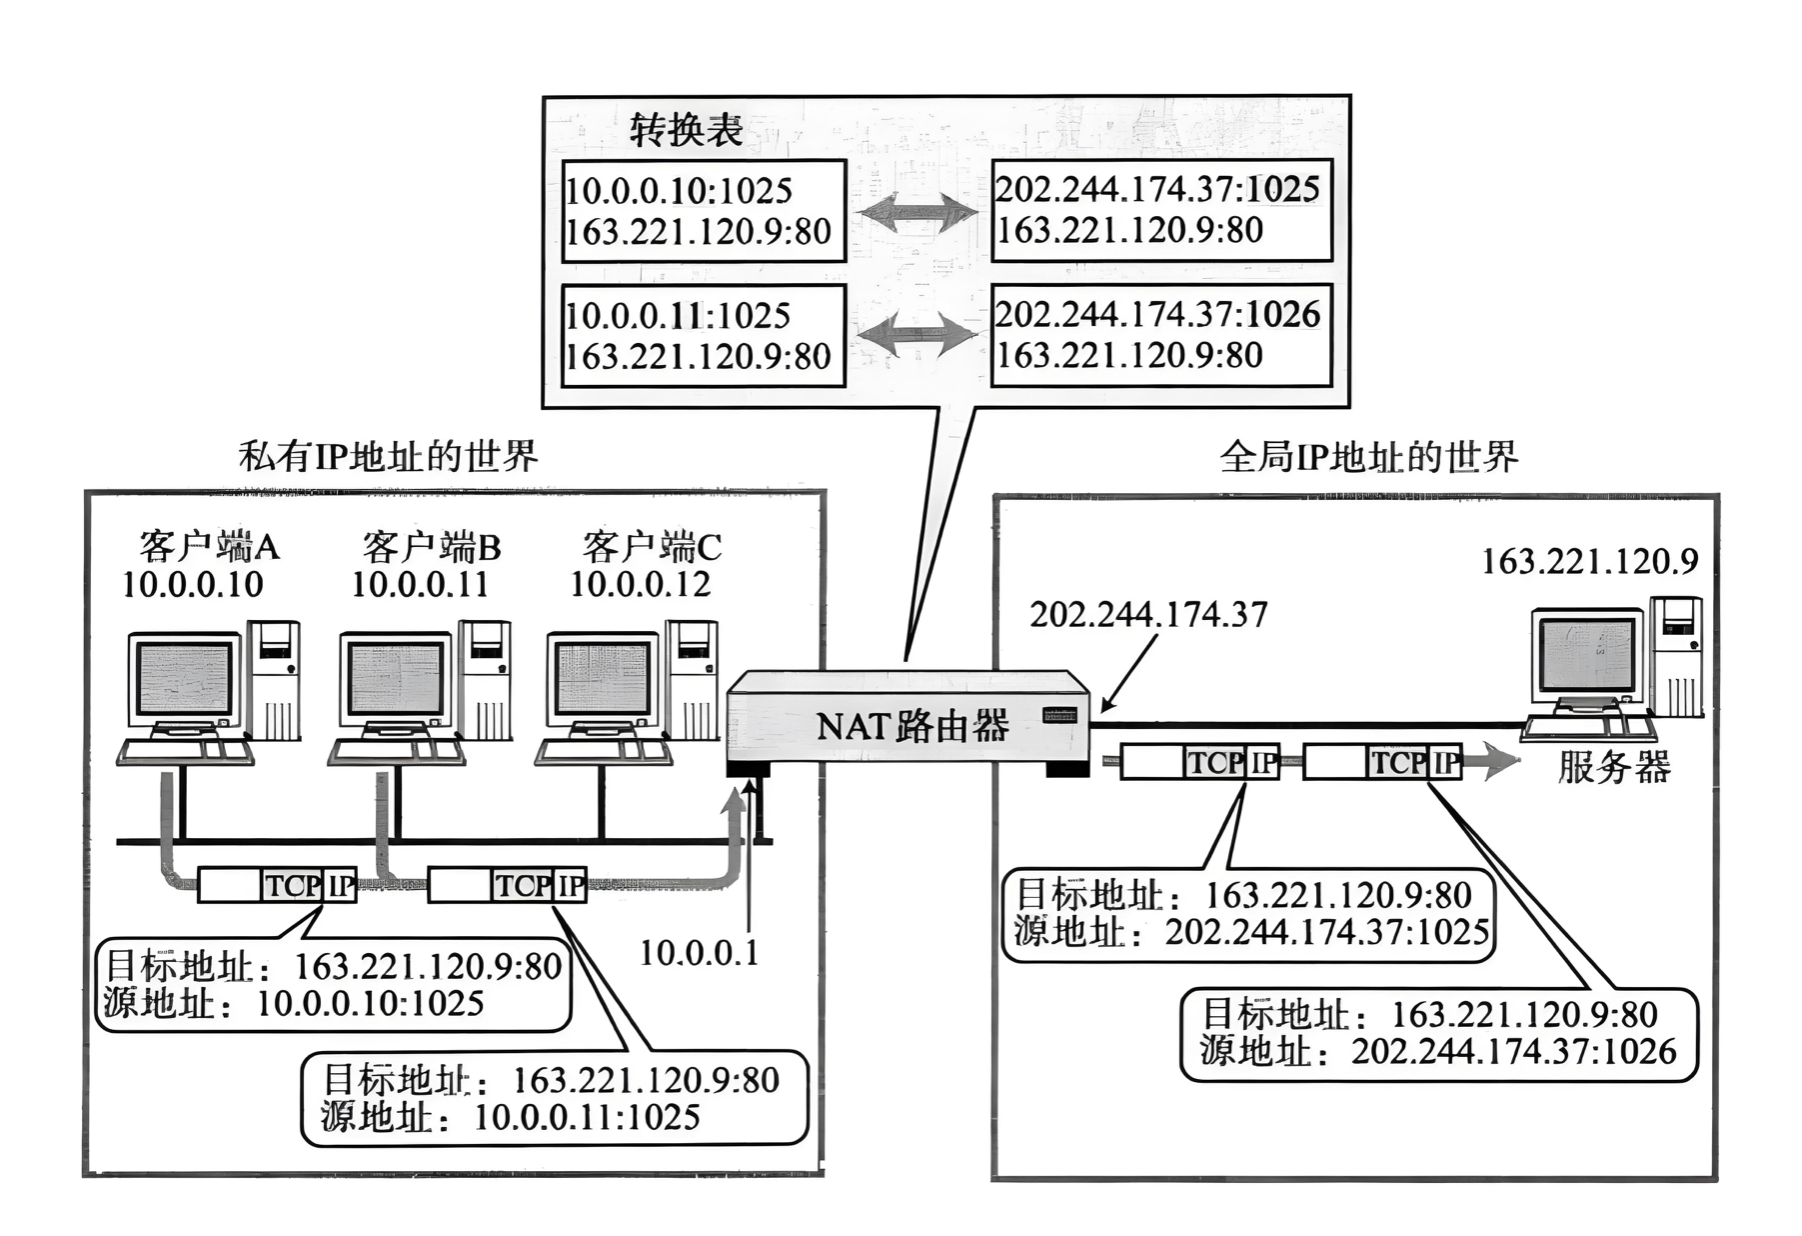 转换表
10.0.0.10:1025
163.221.120.9:80
202.244.174.37:1025
163.221.120.9:80
10.0.0.11:1025
163.221.120.9:80
202.244.174.37:1026
163.221.120.9:80
私有IP地址的世界
全局IP地址的世界
客户端A
10.0.0.10
客户端B
10.0.0.11
客户端C
10.0.0.12
NAT路由器
202.244.174.37
163.221.120.9
服务器
TCP IP
TCP IP
TCP IP
TCP IP
10.0.0.1
目标地址：163.221.120.9:80
源地址：10.0.0.10:1025
目标地址：163.221.120.9:80
源地址：10.0.0.11:1025
目标地址：163.221.120.9:80
源地址：202.244.174.37:1025
目标地址：163.221.120.9:80
源地址：202.244.174.37:1026